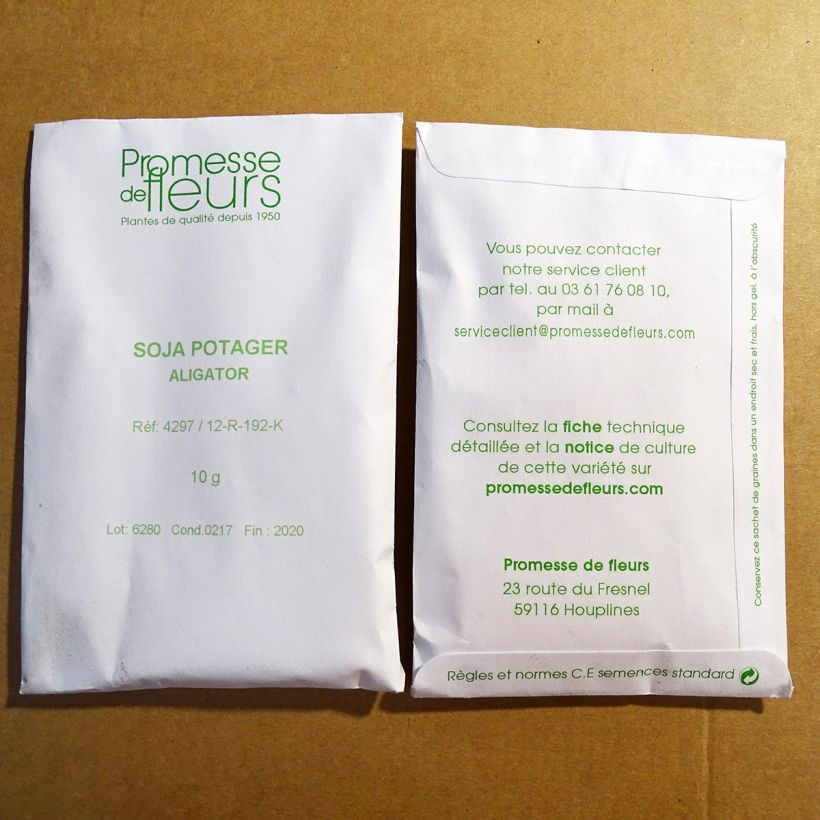 Promesse
de fleurs
Plantes de qualité depuis 1950
SOJA POTAGER
ALIGATOR
Réf: 4297 / 12-R-192-K
10 g
Lot: 6280 Cond.0217 Fin : 2020
Vous pouvez contacter
notre service client
par tel. au 03 61 76 08 10,
par mail à
serviceclient@promessedefleurs.com
Consultez la fiche technique
détaillée et la notice de culture
de cette variété sur
promessedefleurs.com
Promesse de fleurs
23 route du Fresnel
59116 Houplines
Règles et normes C.E semences standard
Conservez ce sachet de graines dans un endroit sec et frais, hors gel, à l'obscurité